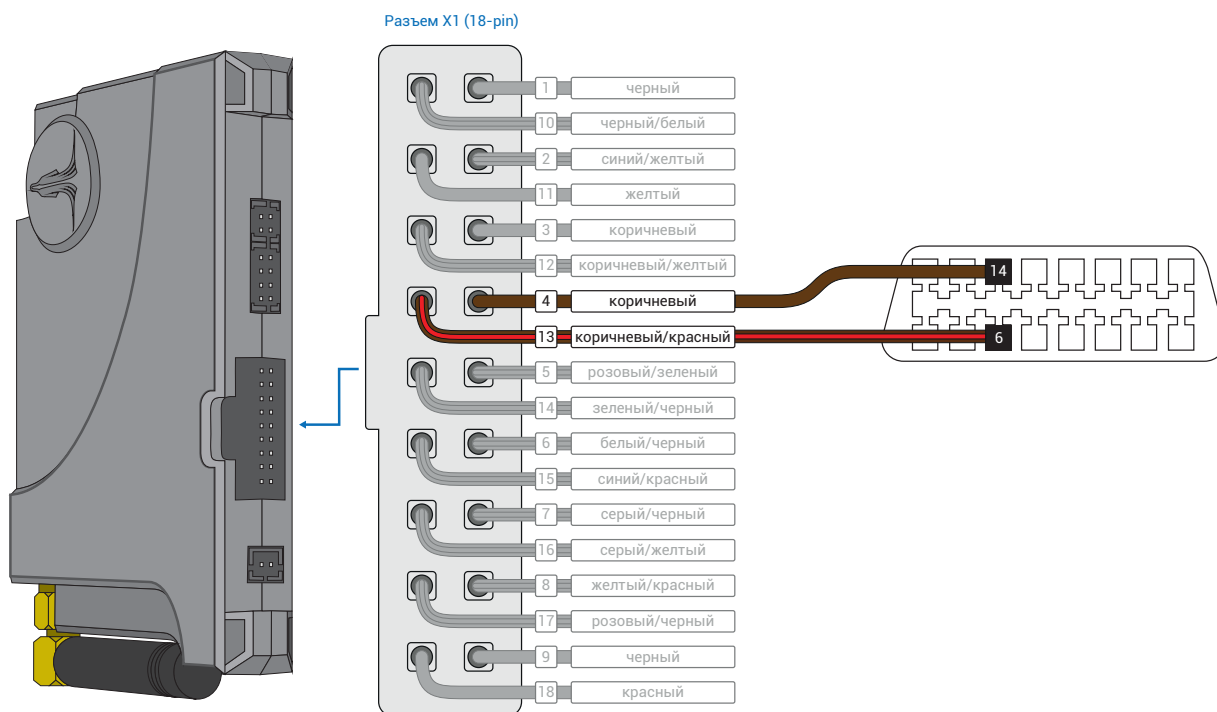 Разъем X1 (18-pin)
1 черный
10 черный/белый
2 синий/желтый
11 желтый
3 коричневый
12 коричневый/желтый
4 коричневый
14
13 коричневый/красный
6
5 розовый/зеленый
14 зеленый/черный
6 белый/черный
15 синий/красный
7 серый/черный
16 серый/желтый
8 желтый/красный
17 розовый/черный
9 черный
18 красный